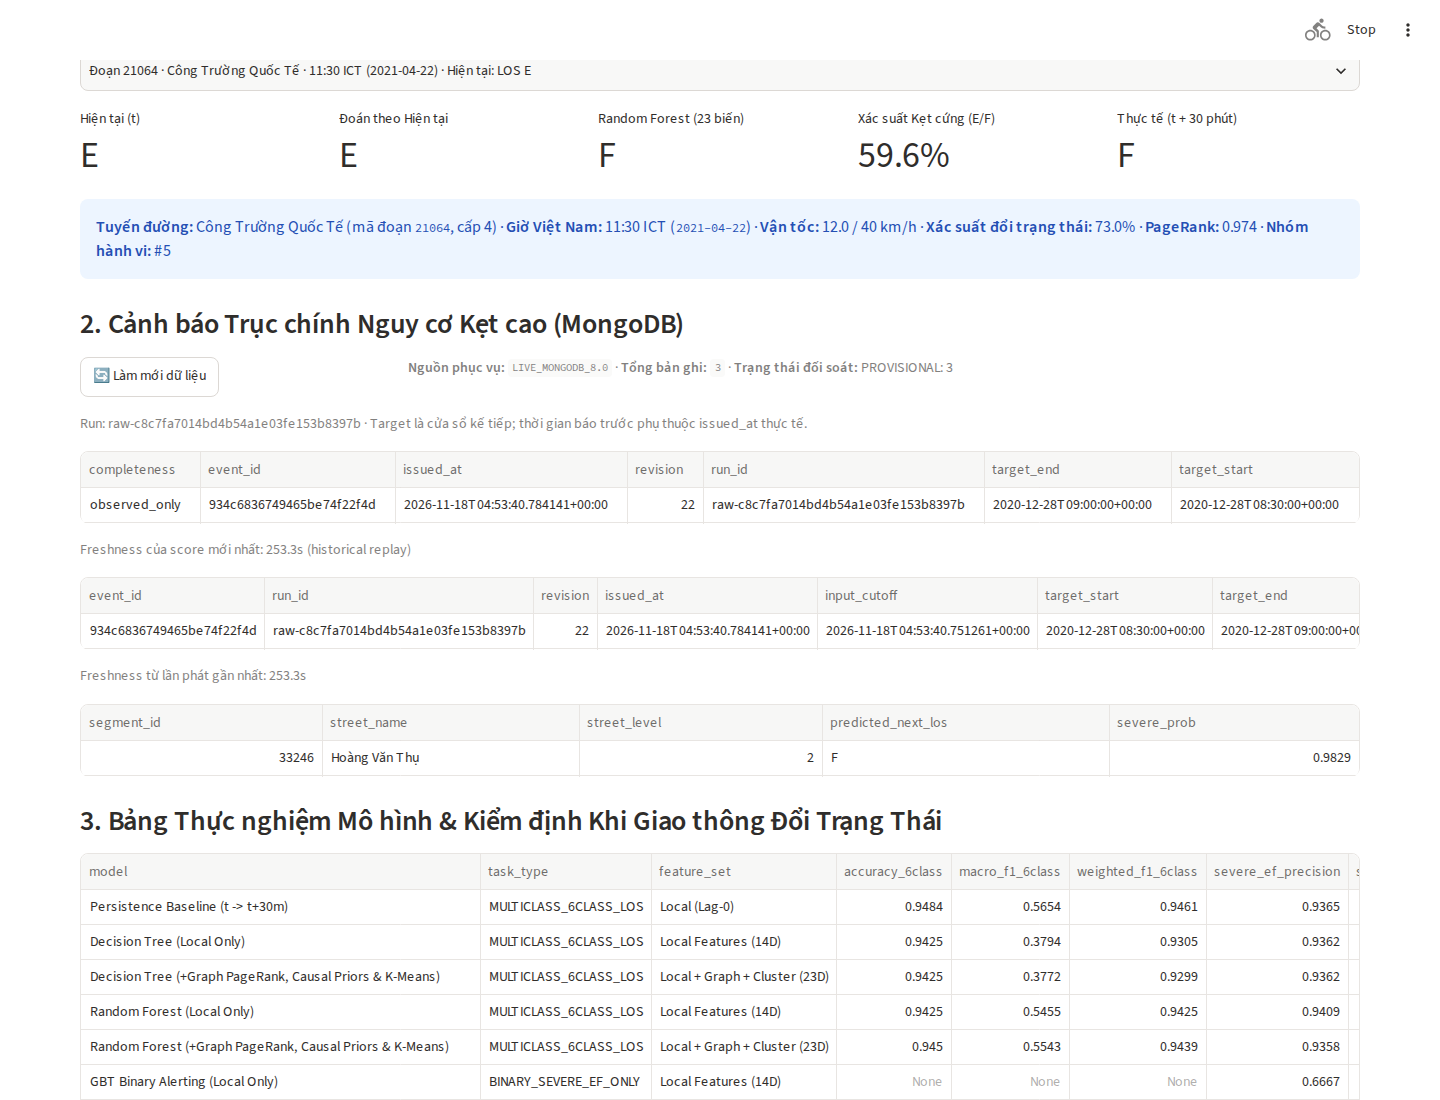 Stop
Đoạn 21064 · Công Trường Quốc Tế · 11:30 ICT (2021-04-22) · Hiện tại: LOS E
Hiện tại (t)
E
Đoán theo Hiện tại
E
Random Forest (23 biến)
F
Xác suất Kẹt cứng (E/F)
59.6%
Thực tế (t + 30 phút)
F
Tuyến đường: Công Trường Quốc Tế (mã đoạn 21064, cấp 4) · Giờ Việt Nam: 11:30 ICT (2021-04-22) · Vận tốc: 12.0 / 40 km/h · Xác suất đổi trạng thái: 73.0% · PageRank: 0.974 · Nhóm
hành vi: #5
2. Cảnh báo Trục chính Nguy cơ Kẹt cao (MongoDB)
Làm mới dữ liệu
Nguồn phục vụ: LIVE_MONGODB_8.0 · Tổng bản ghi: 3 · Trạng thái đối soát: PROVISIONAL: 3
Run: raw-c8c7fa7014bd4b54a1e03fe153b8397b · Target là cửa sổ kế tiếp; thời gian báo trước phụ thuộc issued_at thực tế.
completeness event_id issued_at revision run_id target_end target_start
observed_only 934c6836749465be74f22f4d 2026-11-18T04:53:40.784141+00:00 22 raw-c8c7fa7014bd4b54a1e03fe153b8397b 2020-12-28T09:00:00+00:00 2020-12-28T08:30:00+00:00
Freshness của score mới nhất: 253.3s (historical replay)
event_id run_id revision issued_at input_cutoff target_start target_end
934c6836749465be74f22f4d raw-c8c7fa7014bd4b54a1e03fe153b8397b 22 2026-11-18T04:53:40.784141+00:00 2026-11-18T04:53:40.751261+00:00 2020-12-28T08:30:00+00:00 2020-12-28T09:00:00+00
Freshness từ lần phát gần nhất: 253.3s
segment_id street_name street_level predicted_next_los severe_prob
33246 Hoàng Văn Thụ 2 F 0.9829
3. Bảng Thực nghiệm Mô hình & Kiểm định Khi Giao thông Đổi Trạng Thái
model task_type feature_set accuracy_6class macro_f1_6class weighted_f1_6class severe_ef_precision s
Persistence Baseline (t -> t+30m) MULTICLASS_6CLASS_LOS Local (Lag-0) 0.9484 0.5654 0.9461 0.9365
Decision Tree (Local Only) MULTICLASS_6CLASS_LOS Local Features (14D) 0.9425 0.3794 0.9305 0.9362
Decision Tree (+Graph PageRank, Causal Priors & K-Means) MULTICLASS_6CLASS_LOS Local + Graph + Cluster (23D) 0.9425 0.3772 0.9299 0.9362
Random Forest (Local Only) MULTICLASS_6CLASS_LOS Local Features (14D) 0.9425 0.5455 0.9425 0.9409
Random Forest (+Graph PageRank, Causal Priors & K-Means) MULTICLASS_6CLASS_LOS Local + Graph + Cluster (23D) 0.945 0.5543 0.9439 0.9358
GBT Binary Alerting (Local Only) BINARY_SEVERE_EF_ONLY Local Features (14D) None None None 0.6667